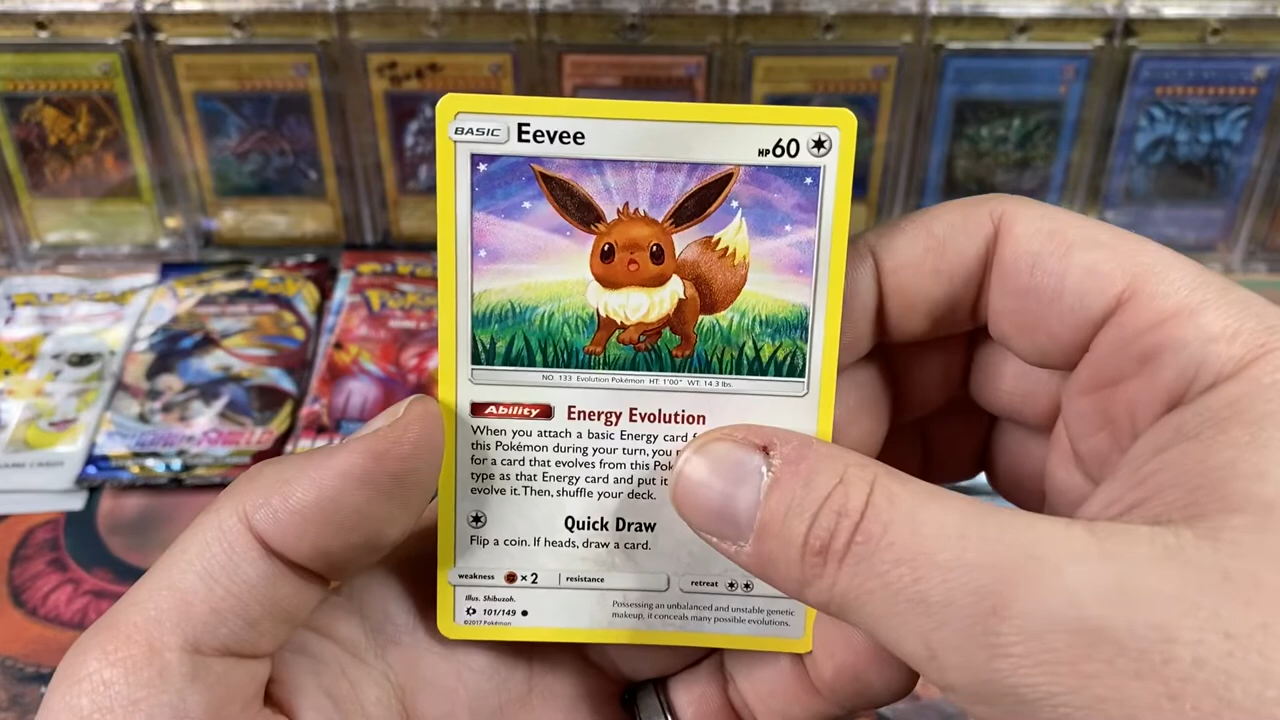 BASIC Eevee HP 60
NO. 133 Evolution Pokémon HT: 1'00" WT: 14.3 lbs.
Ability Energy Evolution
When you attach a basic Energy card
this Pokémon during your turn, you
for a card that evolves from this
type as that Energy card and put it
evolve it. Then, shuffle your deck.
Quick Draw
Flip a coin. If heads, draw a card.
weakness ×2 resistance retreat
Illus. Shibuzoh.
101/149
©2017 Pokémon
Possessing an unbalanced and unstable genetic
makeup, it conceals many possible evolutions.